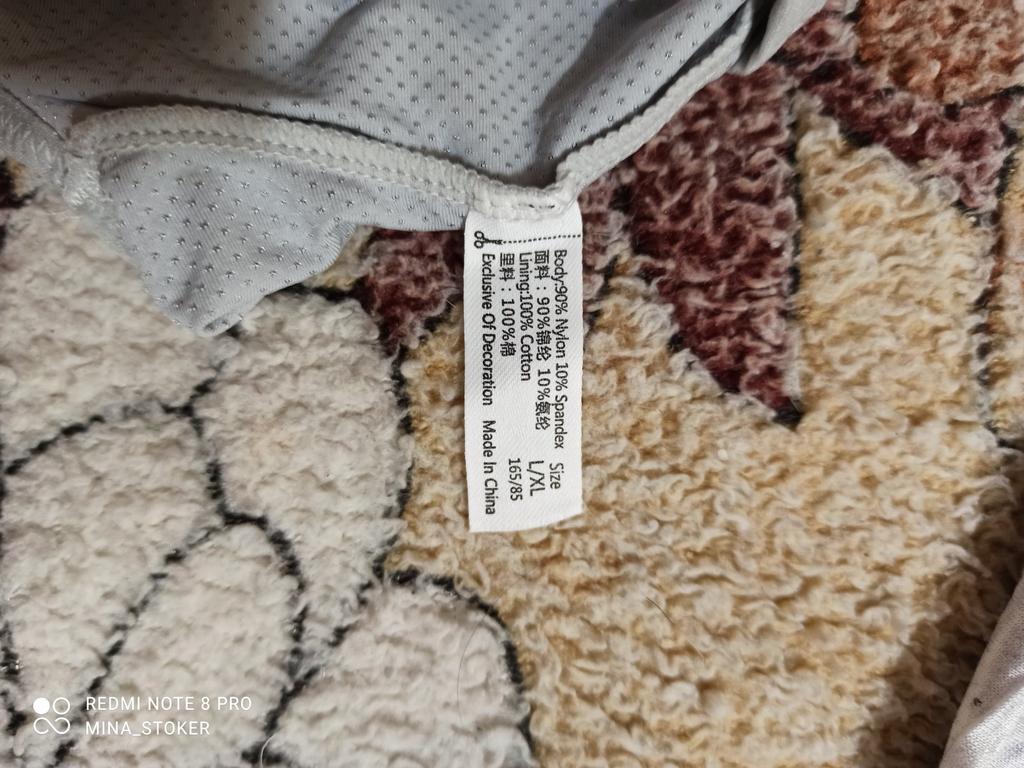 Body:90% Nylon 10% Spandex
面料：90%锦纶 10%氨纶
Lining:100% Cotton
里料：100%棉
Exclusive Of Decoration Made In China
Size
L/XL
165/85
REDMI NOTE 8 PRO
MINA_STOKER